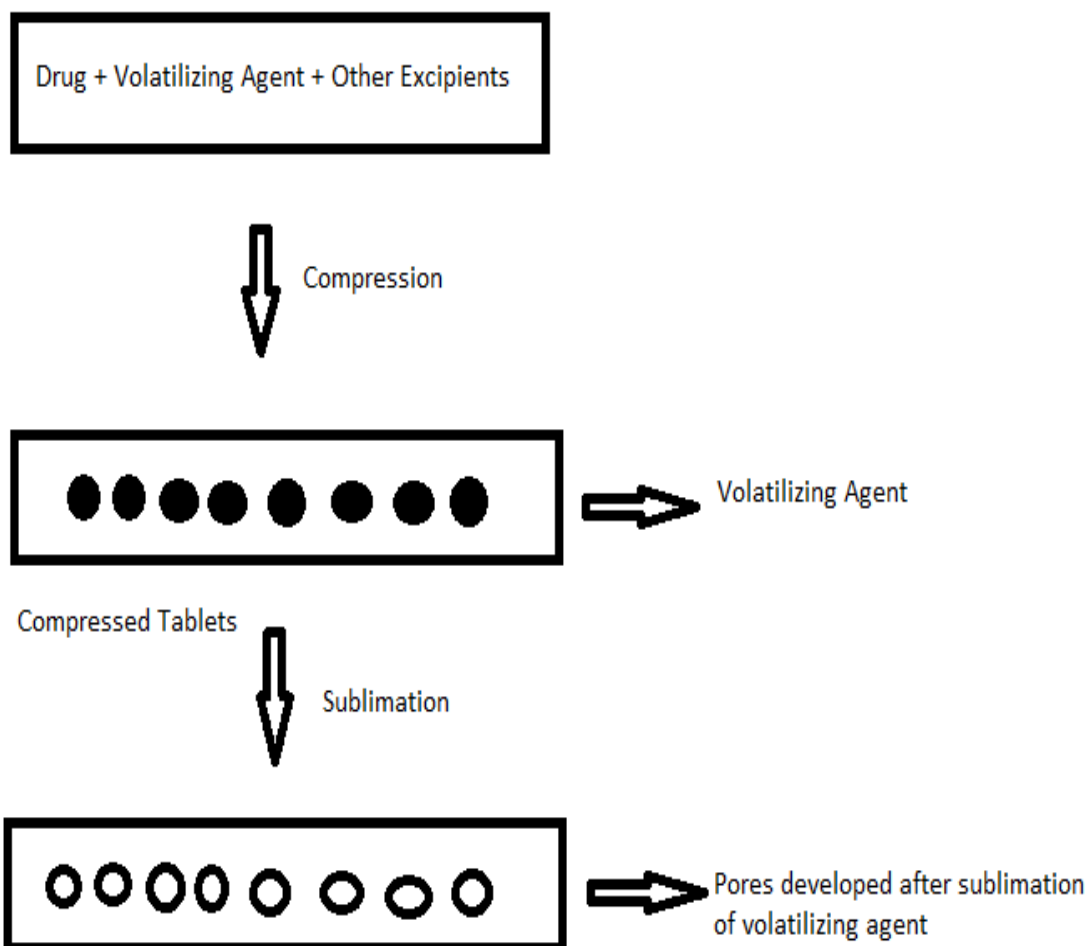 Drug + Volatilizing Agent + Other Excipients
Compression
Volatilizing Agent
Compressed Tablets
Sublimation
Pores developed after sublimation
of volatilizing agent